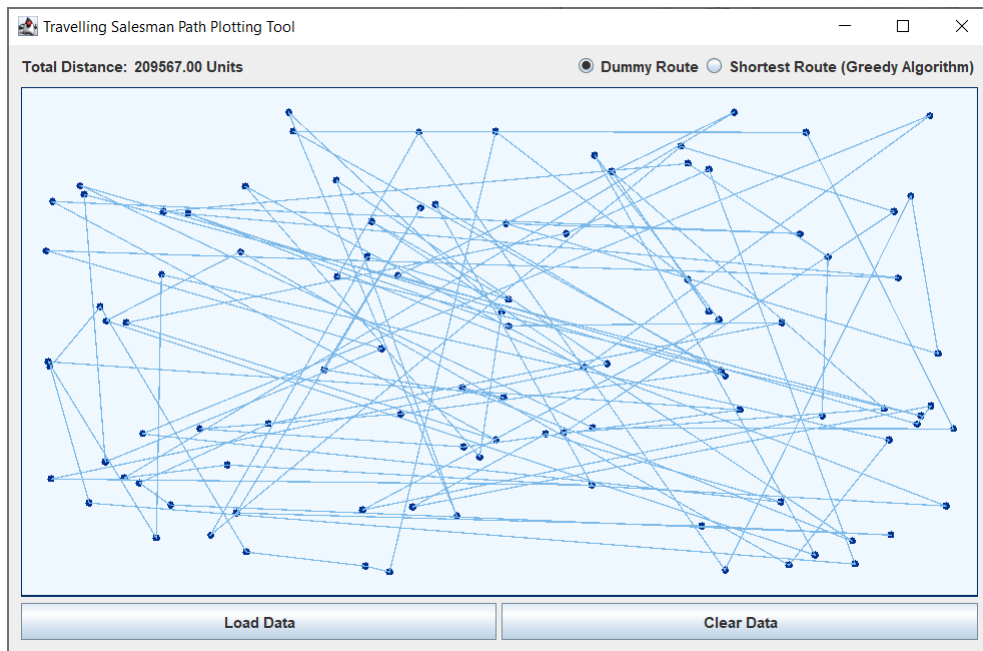 Travelling Salesman Path Plotting Tool
Total Distance: 209567.00 Units Dummy Route Shortest Route (Greedy Algorithm)
Load Data Clear Data